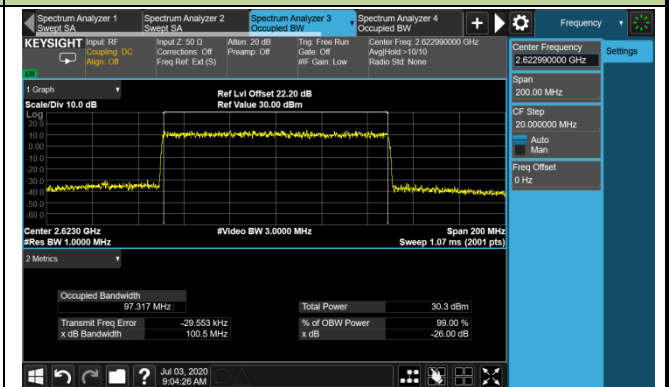 Spectrum Analyzer 1 Swept SA Spectrum Analyzer 2 Swept SA Spectrum Analyzer 3 Occupied BW Spectrum Analyzer 4 Occupied BW + Frequency
KEYSIGHT Input: RF Input Z: 50 Ω Atten: 20 dB Trig: Free Run Center Freq: 2.622990000 GHz
Coupling: DC Corrections: Off Preamp: Off Gate: Off Avg|Hold:>10/10
Align: Off Freq Ref: Ext (S) #IF Gain: Low Radio Std: None
LXI
Center Frequency
2.622990000 GHz
Settings
Span
200.00 MHz
CF Step
20.000000 MHz
Auto
Man
Freq Offset
0 Hz
1 Graph
Ref Lvl Offset 22.20 dB
Scale/Div 10.0 dB Ref Value 30.00 dBm
Log
20.0
10.0
0.00
-10.0
-20.0
-30.0
-40.0
-50.0
-60.0
Center 2.6230 GHz #Video BW 3.0000 MHz Span 200 MHz
#Res BW 1.0000 MHz Sweep 1.07 ms (2001 pts)
2 Metrics
Occupied Bandwidth
97.317 MHz Total Power 30.3 dBm
Transmit Freq Error -29.553 kHz % of OBW Power 99.00 %
x dB Bandwidth 100.5 MHz x dB -26.00 dB
? Jul 03, 2020
9:04:26 AM